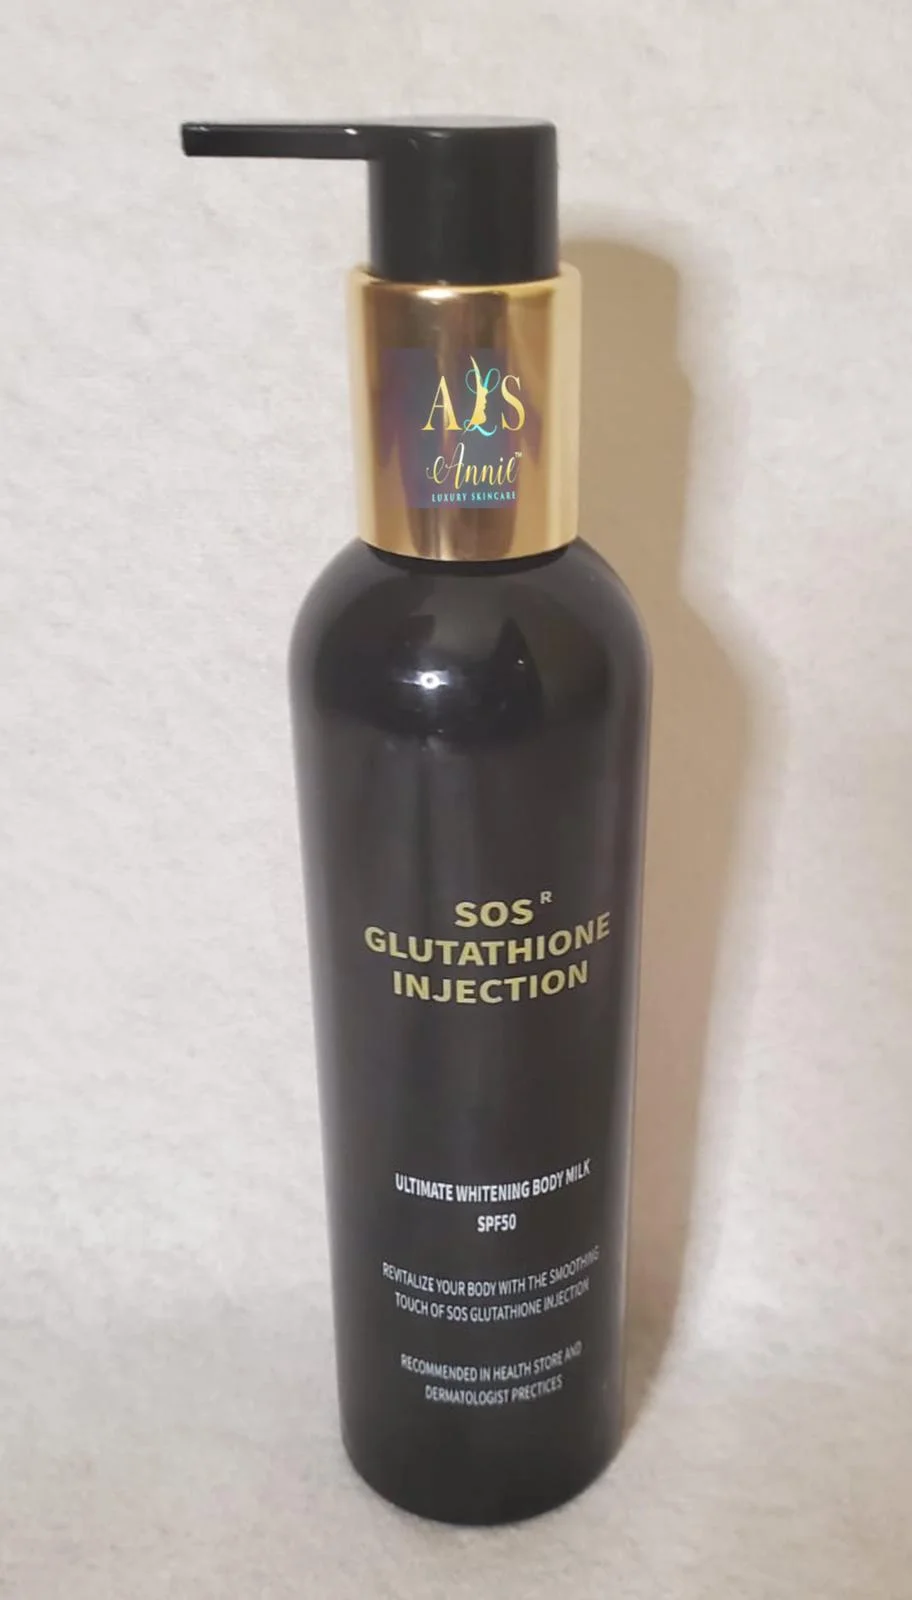 ALS
Annie™
LUXURY SKINCARE
SOS R
GLUTATHIONE
INJECTION
ULTIMATE WHITENING BODY MILK
SPF50
REVITALIZE YOUR BODY WITH THE SMOOTHING
TOUCH OF SOS GLUTATHIONE INJECTION
RECOMMENDED IN HEALTH STORE AND
DERMATOLOGIST PRECTICES